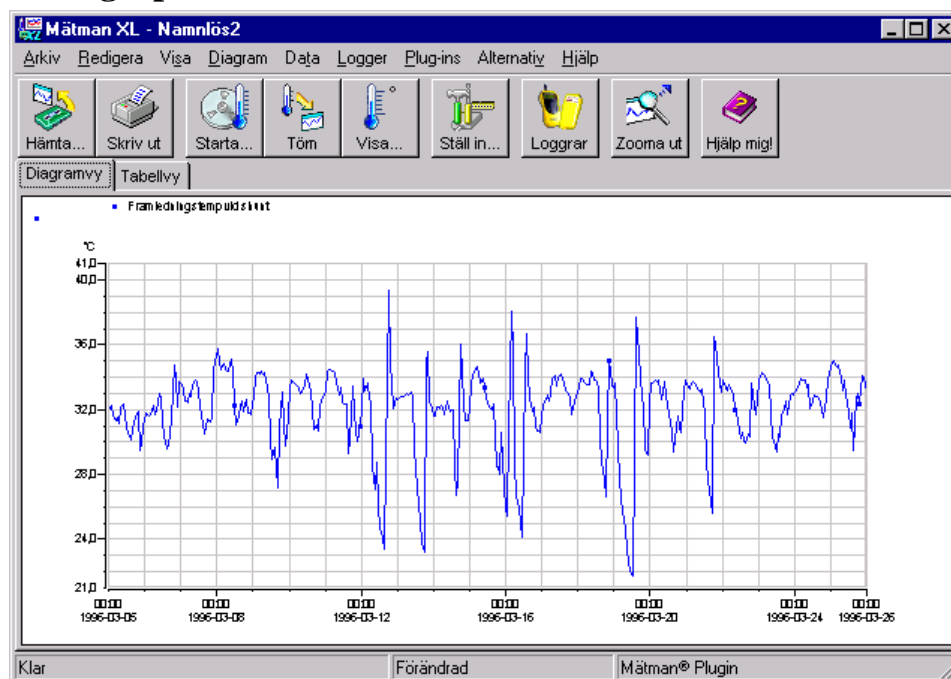 Mätman XL - Namnlös2
Arkiv Redigera Visa Diagram Data Logger Plug-ins Alternativ Hjälp
Hämta... Skriv ut Starta... Töm Visa... Ställ in... Loggrar Zooma ut Hjälp mig!
Diagramvy Tabellvy
°C
41,0
40,0
36,0
32,0
28,0
24,0
21,0
00:00 00:00 00:00 00:00 00:00 00:00 00:00
1996-03-05 1996-03-08 1996-03-12 1996-03-16 1996-03-20 1996-03-24 1996-03-26
Klar Förändrad Mätman® Plugin